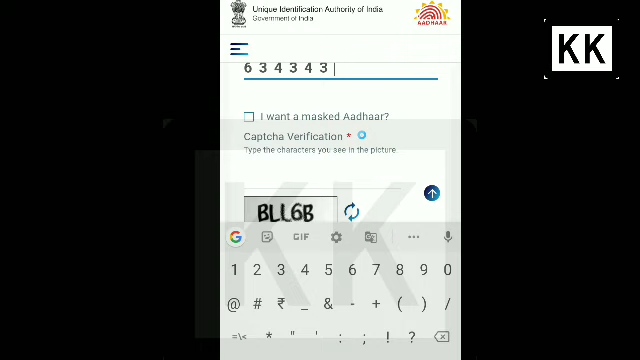 Unique Identification Authority of India
Government of India
AADHAAR
KK
6 3 4 3 4 3
I want a masked Aadhaar?
Captcha Verification *
Type the characters you see in the picture.
BLL6B
KK
G GIF
1 2 3 4 5 6 7 8 9 0
@ # ₹ _ & - + ( ) /
=\< * " ' : ; ! ?